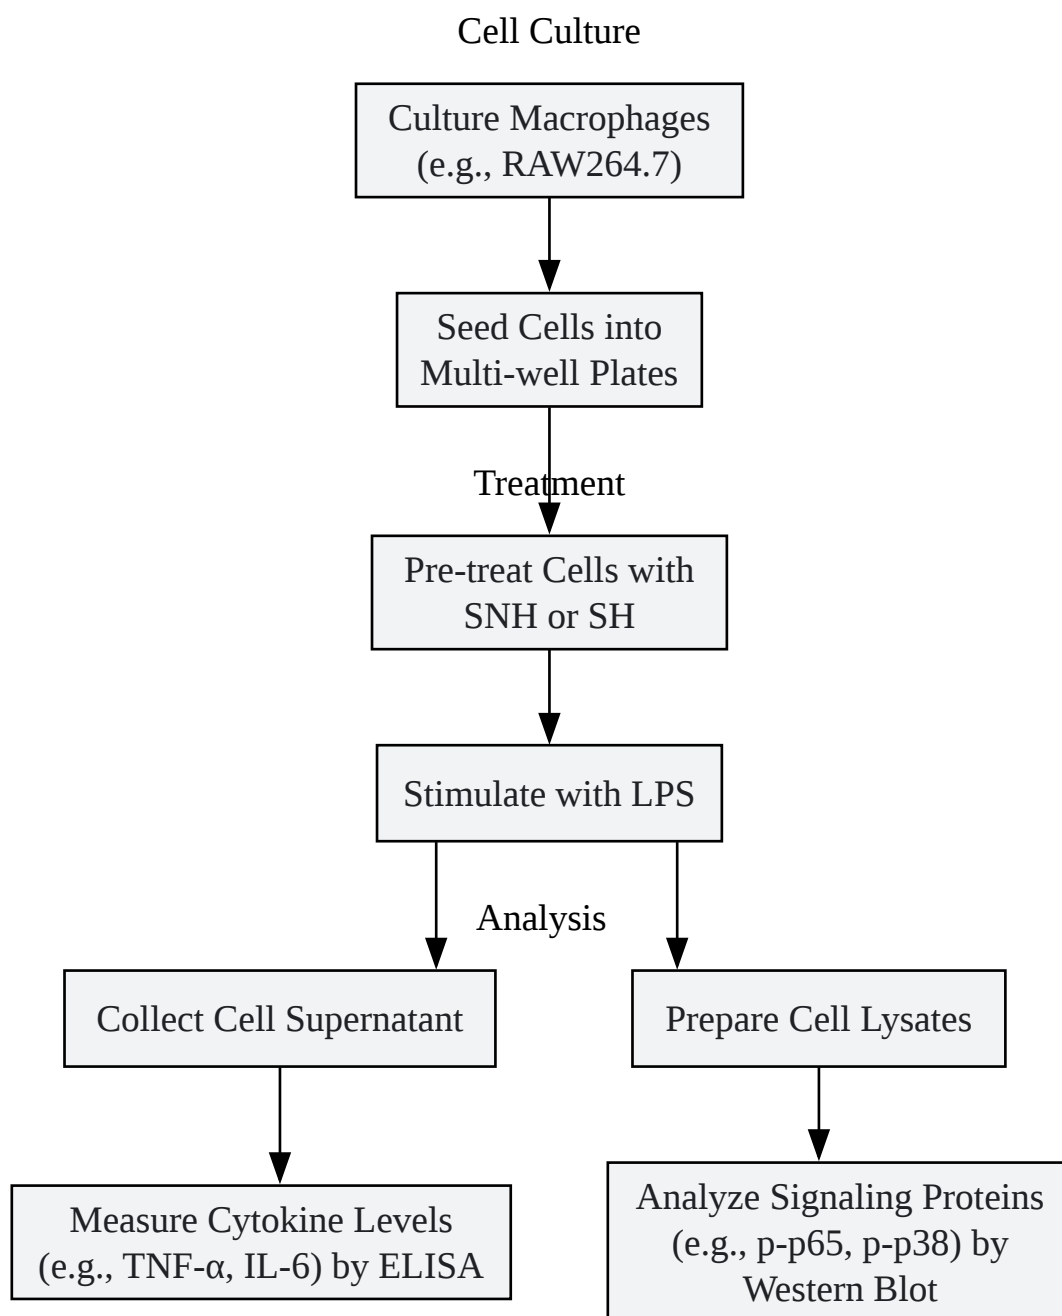 Cell Culture
Culture Macrophages
(e.g., RAW264.7)
Seed Cells into
Multi-well Plates
Treatment
Pre-treat Cells with
SNH or SH
Stimulate with LPS
Analysis
Collect Cell Supernatant
Prepare Cell Lysates
Measure Cytokine Levels
(e.g., TNF-α, IL-6) by ELISA
Analyze Signaling Proteins
(e.g., p-p65, p-p38) by
Western Blot